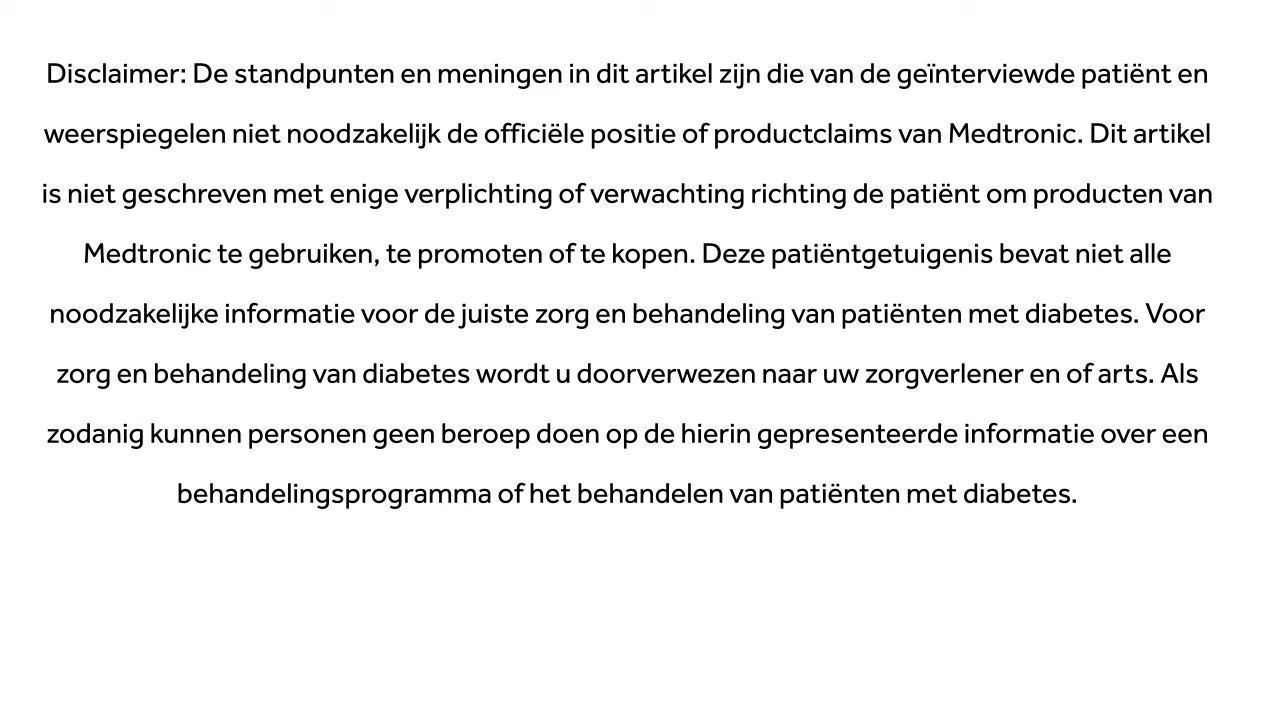 Disclaimer: De standpunten en meningen in dit artikel zijn die van de geïnterviewde patiënt en
weerspiegelen niet noodzakelijk de officiële positie of productclaims van Medtronic. Dit artikel
is niet geschreven met enige verplichting of verwachting richting de patiënt om producten van
Medtronic te gebruiken, te promoten of te kopen. Deze patiëntgetuigenis bevat niet alle
noodzakelijke informatie voor de juiste zorg en behandeling van patiënten met diabetes. Voor
zorg en behandeling van diabetes wordt u doorverwezen naar uw zorgverlener en of arts. Als
zodanig kunnen personen geen beroep doen op de hierin gepresenteerde informatie over een
behandelingsprogramma of het behandelen van patiënten met diabetes.